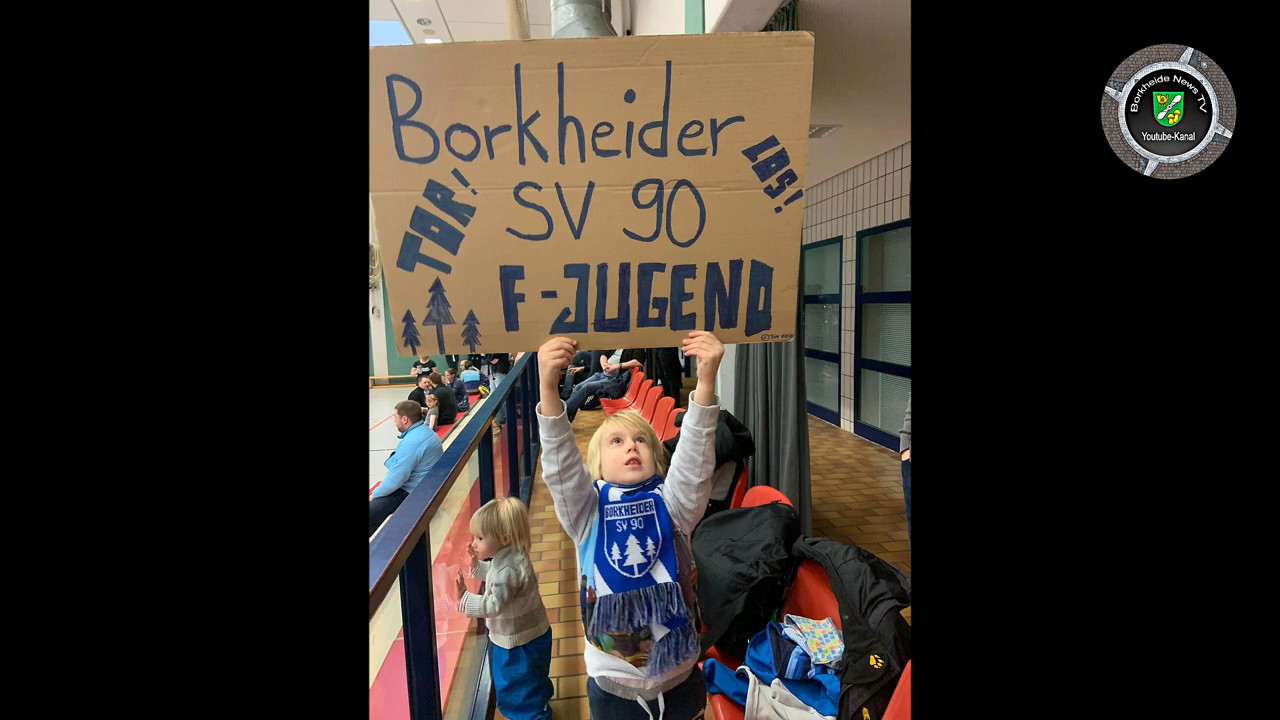 Borkheider
LOS!
TOR!
SV 90
F-JUGEND
BORKHEIDER
SV 90
Borkheide News TV
Youtube-Kanal